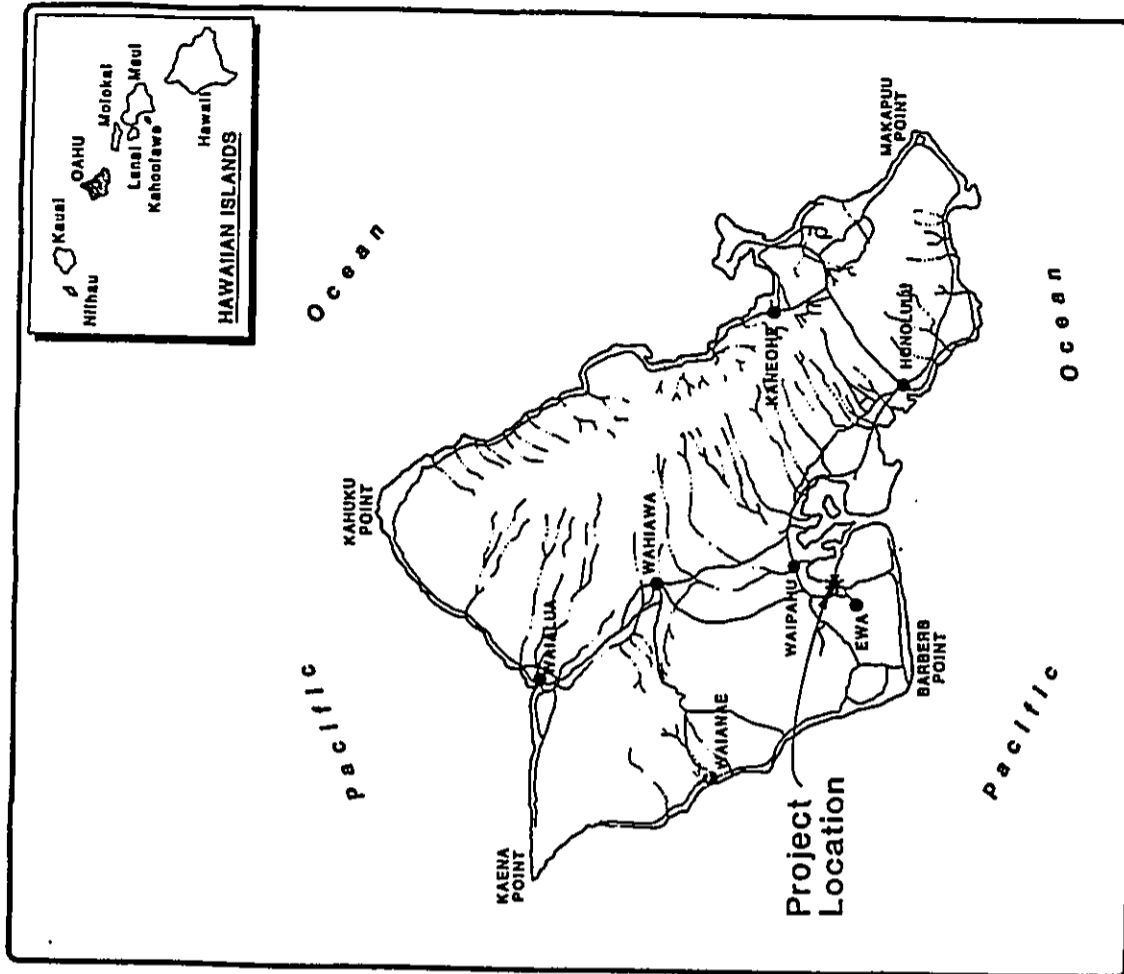 KAENA
POINT
Pacific
KAHUKU
POINT
Ocean
WAIALUA
WAHIAWA
WAIANAE
KANEOHE
WAIPAHU
Project
Location
EWA
HONOLULU
MAKAPUU
POINT
BARBERS
POINT
Pacific
Ocean
Kauai
Niihau
OAHU
Molokai
Maui
Lanai
Kahoolawe
Hawaii
HAWAIIAN ISLANDS